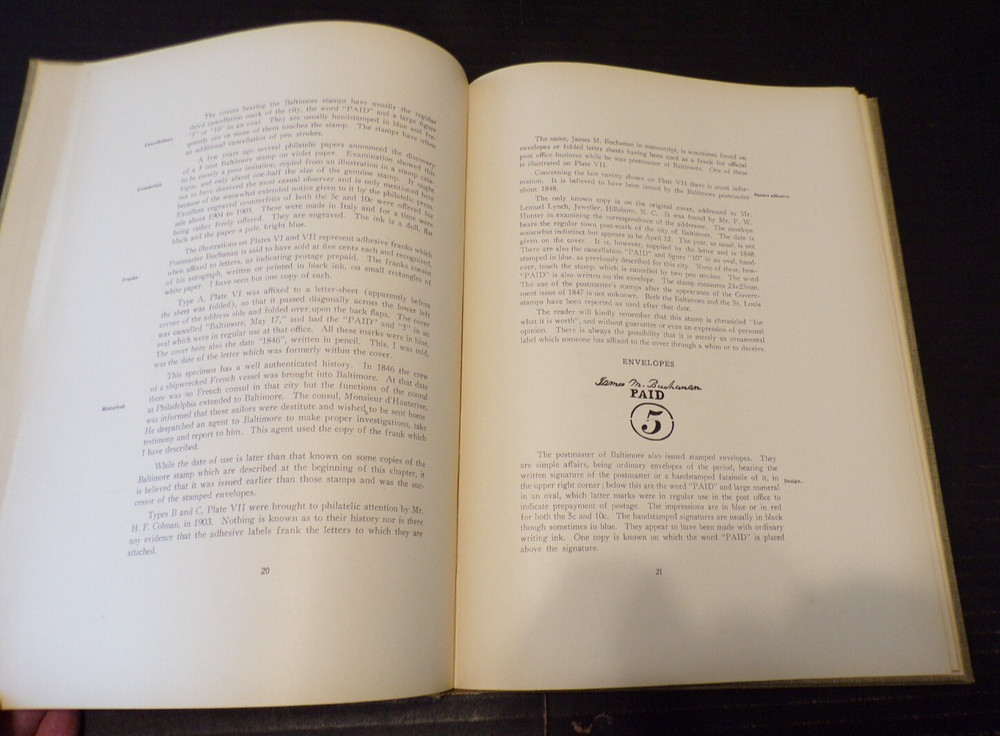 The covers bearing the Baltimore stamps have usually the regular
dated cancellation mark of the city, the word "PAID" and a large figure
"5" or "10" in an oval. They are usually handstamped in blue and fre-
quently one or more of them touches the stamp. The stamps have often
an additional cancellation of pen strokes.
Cancellation.
A few years ago several philatelic papers announced the discovery
of a 5 cent Baltimore stamp on violet paper. Examination showed this
to be merely a poor imitation, copied from an illustration in a stamp cata-
logue, and only about one-half the size of the genuine stamp. It ought
not to have deceived the most casual observer and is only mentioned here
because of the somewhat extended notice given to it by the philatelic press.
Excellent engraved counterfeits of both the 5c and 10c were offered for
sale about 1904 to 1905. These were made in Italy and for a time were
being rather freely offered. They are engraved. The ink is a dull, flat
black and the paper a pale, bright blue.
The illustrations on Plates VI and VII represent adhesive franks which
Postmaster Buchanan is said to have sold at five cents each and recognized,
when affixed to letters, as indicating postage prepaid. The franks consist
of his autograph, written or printed in black ink, on small rectangles of
white paper. I have seen but one copy of each.
Franks
Type A, Plate VI was affixed to a letter-sheet (apparently before
the sheet was folded), so that it passed diagonally across the lower left
corner of the address side and folded over upon the back flaps. The cover
was cancelled "Baltimore, May 17," and had the "PAID" and "5" in an
oval which were in regular use at that office. All these marks were in blue.
The cover bore also the date "1846", written in pencil. This, I was told,
was the date of the letter which was formerly within the cover.
This specimen has a well authenticated history. In 1846 the crew
of a shipwrecked French vessel was brought into Baltimore. At that date
there was no French consul in that city but the functions of the consul
at Philadelphia extended to Baltimore. The consul, Monsieur d'Hauterive,
was informed that these sailors were destitute and wished to be sent home.
He despatched an agent to Baltimore to make proper investigations, take
testimony and report to him. This agent used the copy of the frank which
I have described.
Historical
While the date of use is later than that known on some copies of the
Baltimore stamp which are described at the beginning of this chapter, it
is believed that it was issued earlier than those stamps and was the suc-
cessor of the stamped envelopes.
Types B and C, Plate VII were brought to philatelic attention by Mr.
H. F. Colman, in 1903. Nothing is known as to their history nor is there
any evidence that the adhesive labels frank the letters to which they are
attached.
20
The name, James M. Buchanan in manuscript, is sometimes found on
envelopes or folded letter sheets having been used as a frank for official
post office business while he was postmaster of Baltimore. One of these
is illustrated on Plate VII.
Concerning the last variety shown on Plate VII there is scant infor-
mation. It is believed to have been issued by the Baltimore postmaster
about 1848.
Square adhesive.
The only known copy is on the original cover, addressed to Mr.
Lemuel Lynch, Jeweller, Hillsboro, N. C. It was found by Mr. P. W.
Hunter in examining the correspondence of the addressee. The envelope
bears the regular town post-mark of the city of Baltimore. The date is
somewhat indistinct but appears to be April 12. The year, as usual, is not
given on the cover. It is, however, supplied by the letter and is 1848.
There are also the cancellation "PAID" and figure "10" in an oval, hand-
stamped in blue, as previously described for this city. None of these, how-
ever, touch the stamp, which is cancelled by two pen strokes. The word
"PAID" is also written on the envelope. The stamp measures 23x25mm.
The use of the postmaster's stamps after the appearance of the Govern-
ment issue of 1847 is not unknown. Both the Baltimore and the St. Louis
stamps have been reported as used after that date.
The reader will kindly remember that this stamp is chronicled "for
what it is worth", and without guarantee or even an expression of personal
opinion. There is always the possibility that it is merely an ornamental
label which someone has affixed to the cover through a whim or to deceive.
ENVELOPES
James M. Buchanan
PAID
5
The postmaster of Baltimore also issued stamped envelopes. They
are simple affairs, being ordinary envelopes of the period, bearing the
written signature of the postmaster or a handstamped facsimile of it, in
the upper right corner; below this are the word "PAID" and large numeral
in an oval, which latter marks were in regular use in the post office to
indicate prepayment of postage. The impressions are in blue or in red
for both the 5c and 10c. The handstamped signatures are usually in black
though sometimes in blue. They appear to have been made with ordinary
writing ink. One copy is known on which the word "PAID" is placed
above the signature.
Design.
21